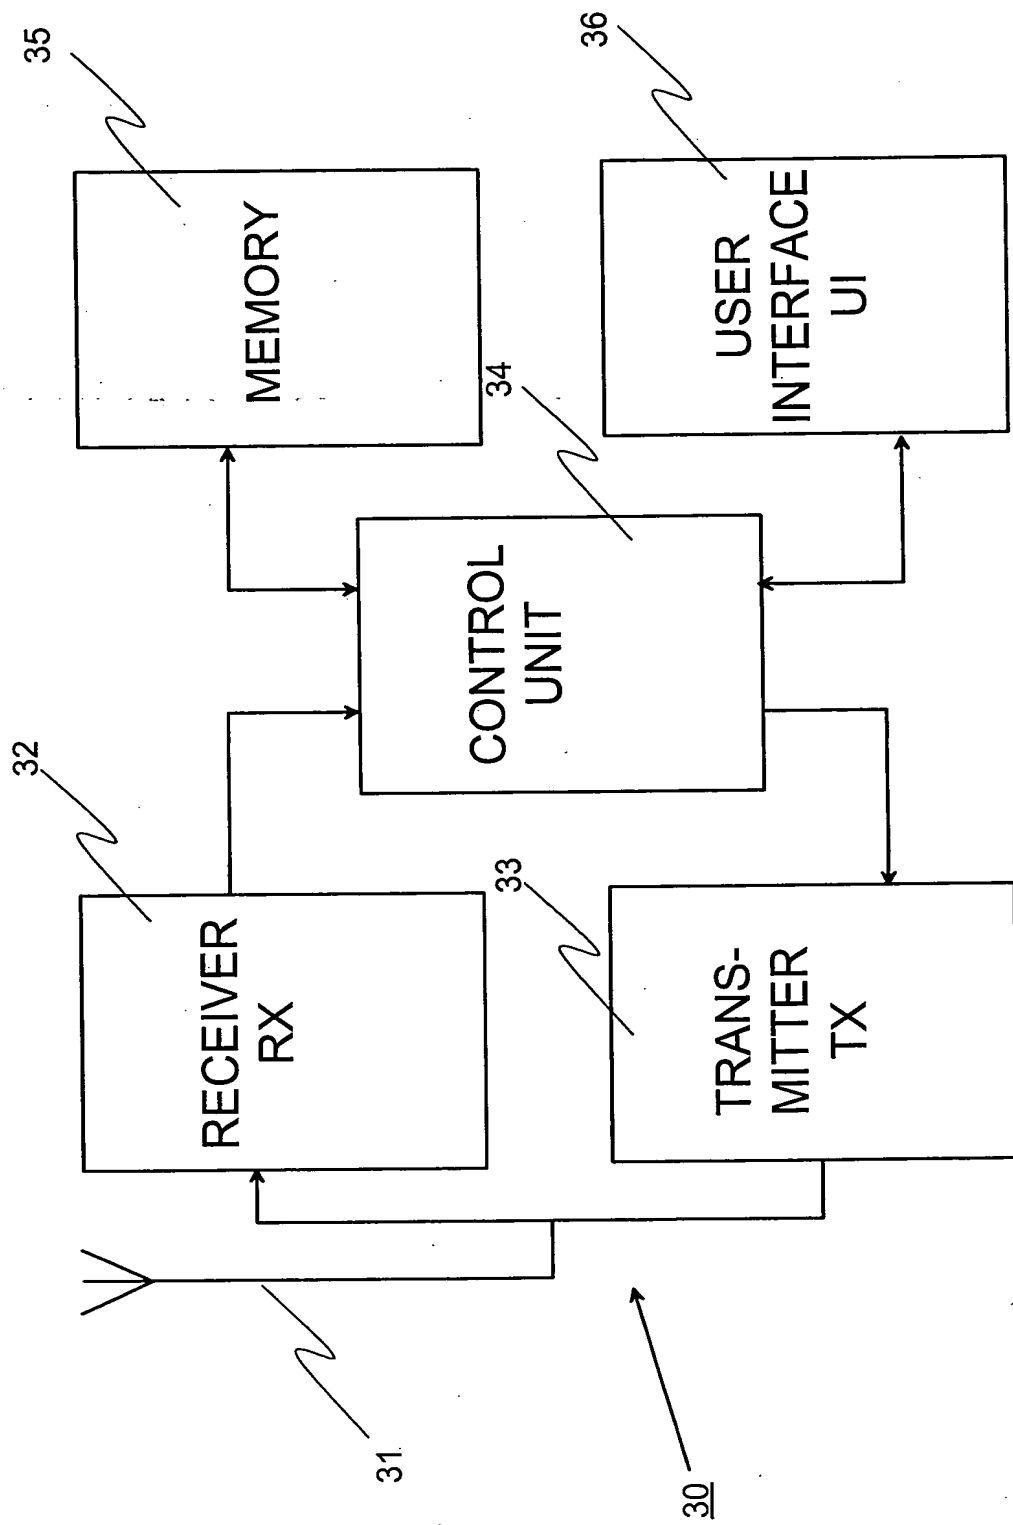 32
35
RECEIVER
RX
MEMORY
31
34
CONTROL
UNIT
33
36
TRANS-
MITTER
TX
USER
INTERFACE
UI
30